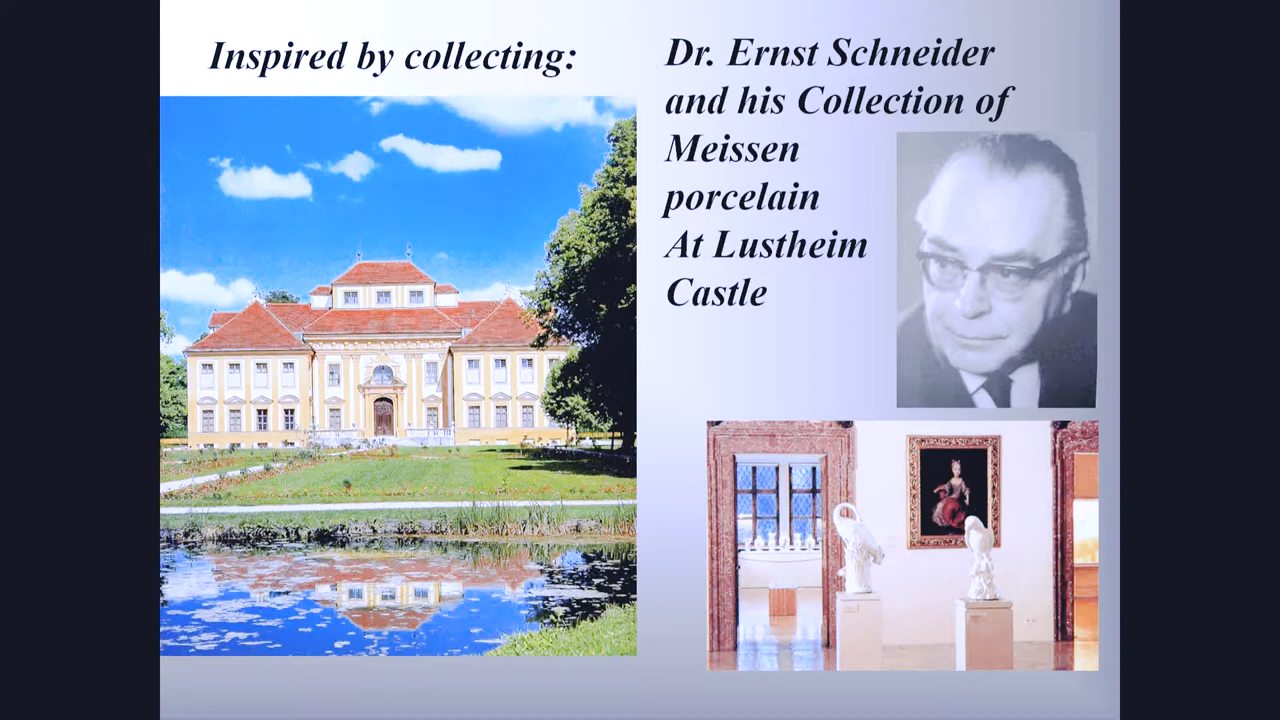 Inspired by collecting:
Dr. Ernst Schneider
and his Collection of
Meissen
porcelain
At Lustheim
Castle